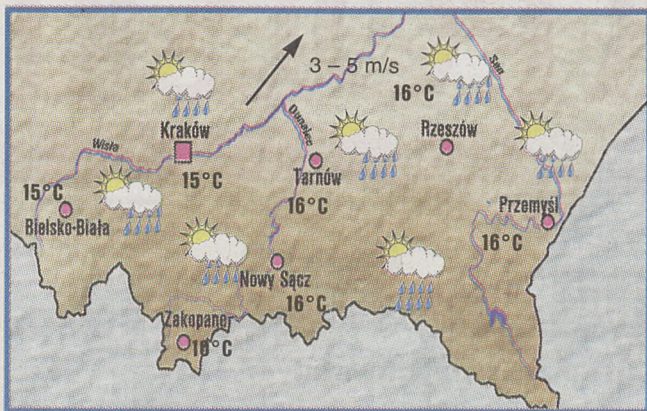 3 – 5 m/s
San
16°C
Dunajec
Kraków
Rzeszów
Wisła
15°C
Tarnów
15°C
16°C
Przemyśl
Bielsko-Biała
16°C
Nowy Sącz
16°C
Zakopane